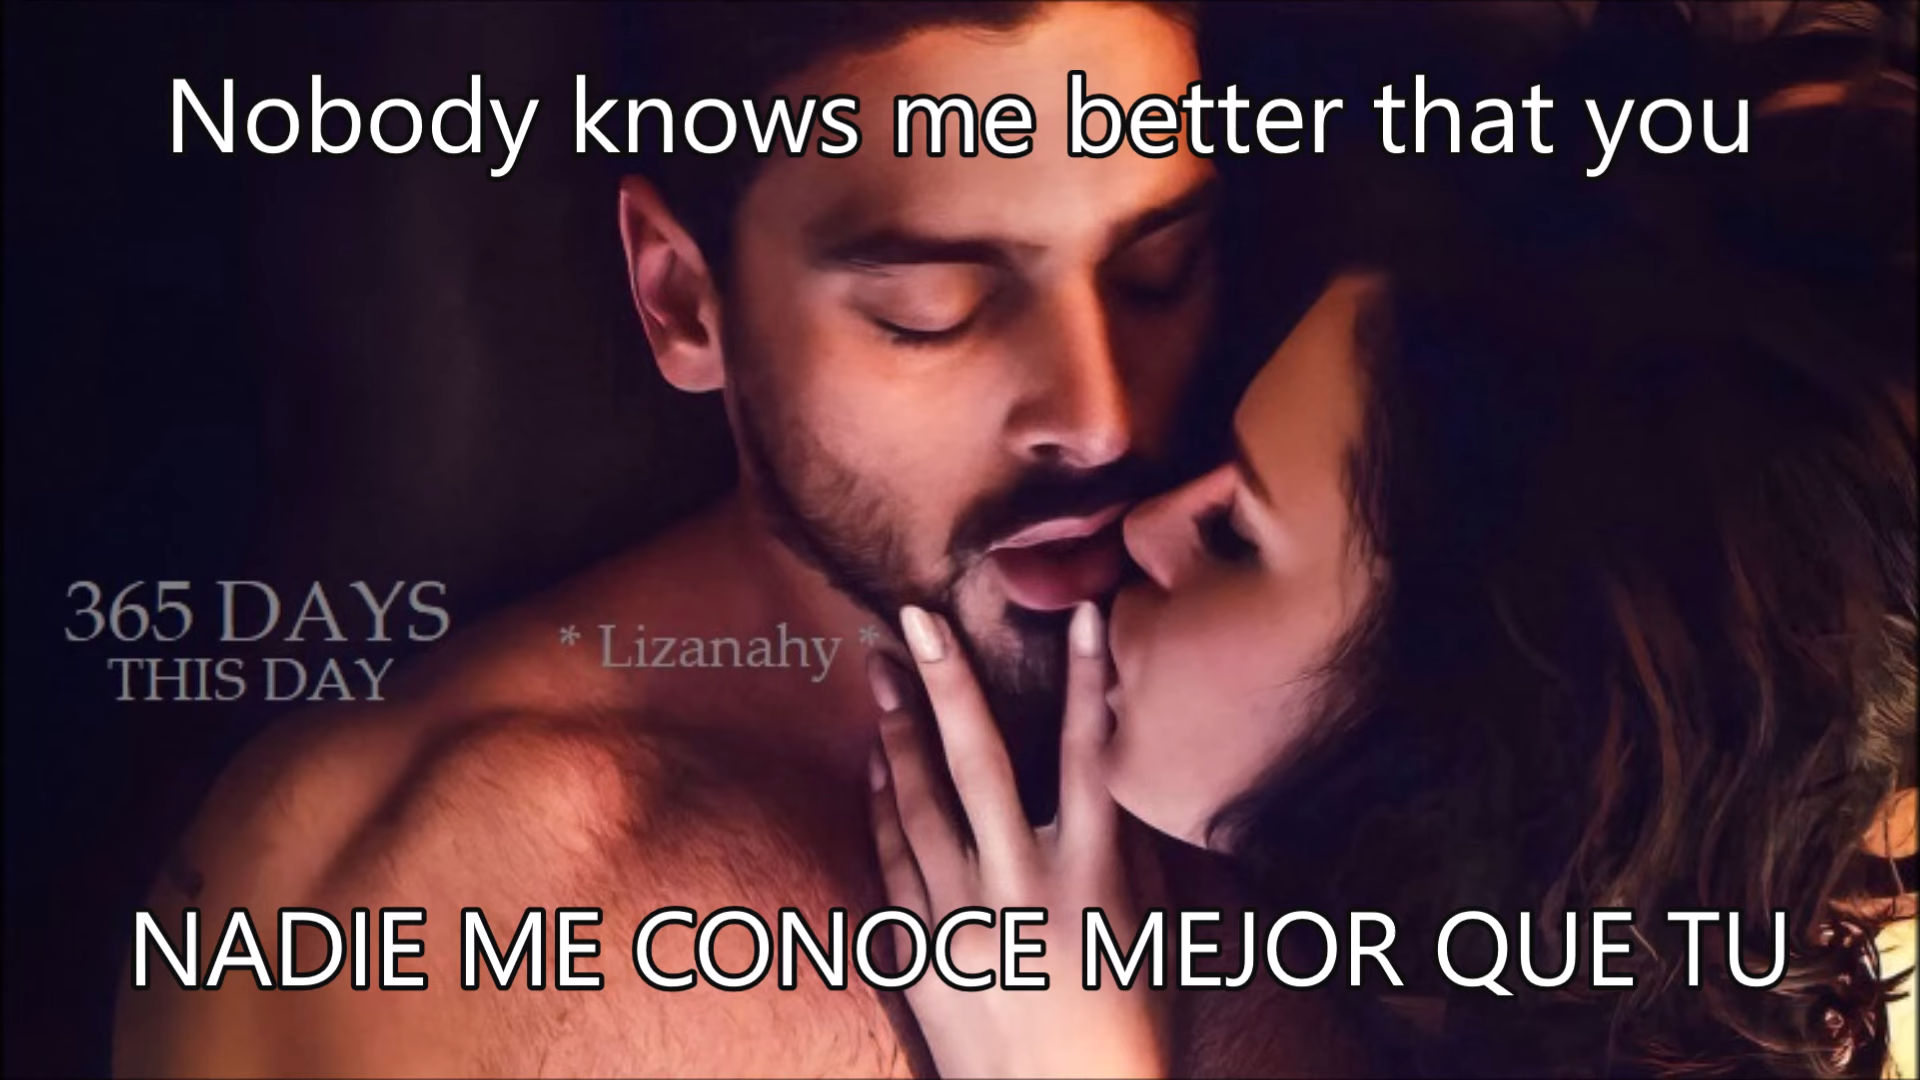 Nobody knows me better that you
365 DAYS
THIS DAY
* Lizanahy *
NADIE ME CONOCE MEJOR QUE TU